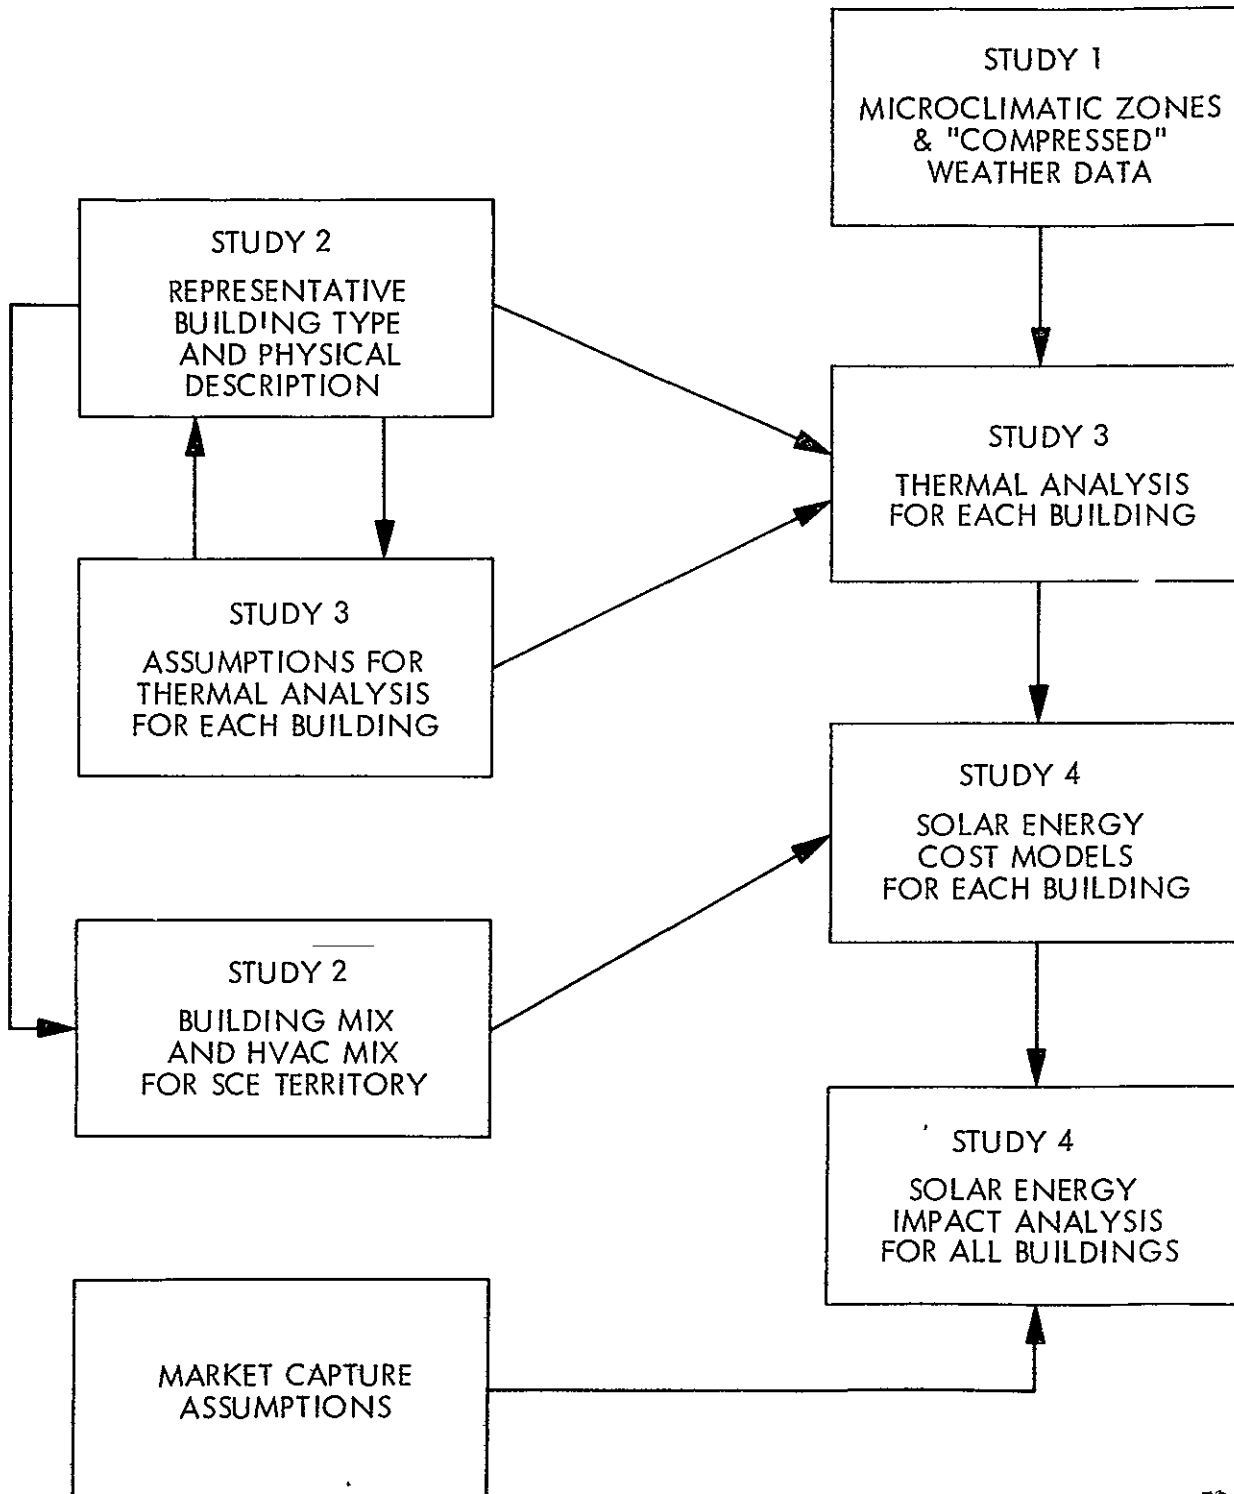 STUDY 1
MICROCLIMATIC ZONES
& "COMPRESSED"
WEATHER DATA
STUDY 2
REPRESENTATIVE
BUILDING TYPE
AND PHYSICAL
DESCRIPTION
STUDY 3
THERMAL ANALYSIS
FOR EACH BUILDING
STUDY 3
ASSUMPTIONS FOR
THERMAL ANALYSIS
FOR EACH BUILDING
STUDY 4
SOLAR ENERGY
COST MODELS
FOR EACH BUILDING
STUDY 2
BUILDING MIX
AND HVAC MIX
FOR SCE TERRITORY
STUDY 4
SOLAR ENERGY
IMPACT ANALYSIS
FOR ALL BUILDINGS
MARKET CAPTURE
ASSUMPTIONS